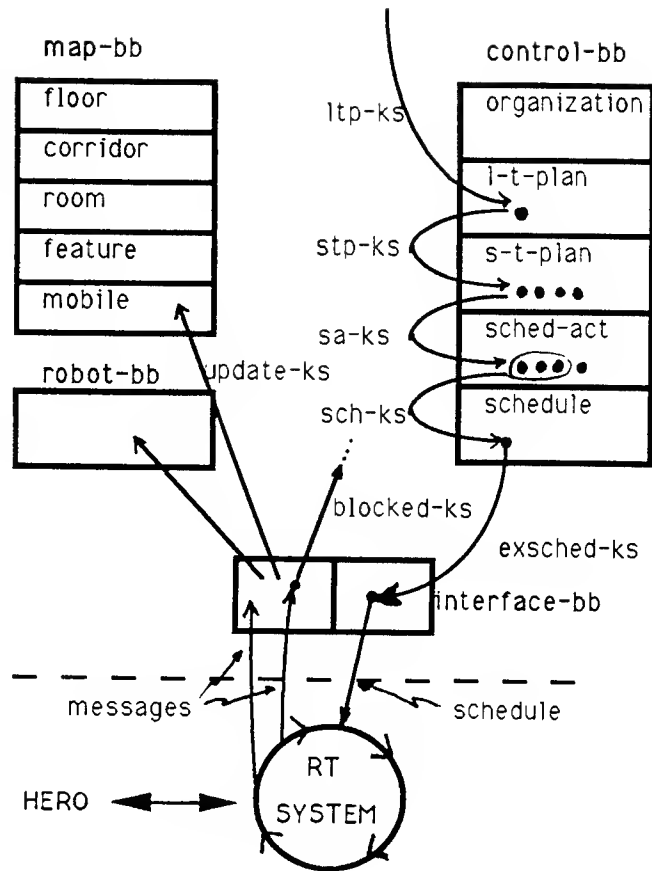 map-bb
floor
corridor
room
feature
mobile
robot-bb
control-bb
organization
l-t-plan
s-t-plan
sched-act
schedule
ltp-ks
stp-ks
sa-ks
sch-ks
update-ks
blocked-ks
exsched-ks
interface-bb
messages
schedule
HERO
RT
SYSTEM